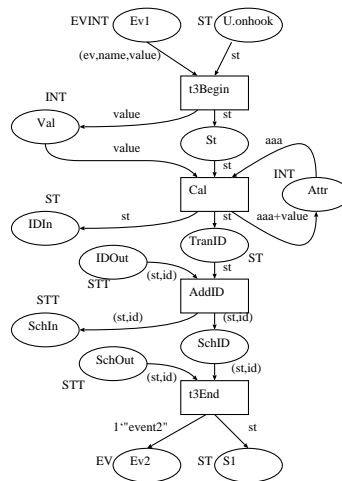 EVINT Ev1 ST U.onhook
(ev,name,value) st
t3Begin
INT
value st
Val St
value st aaa
INT
ST Cal Attr
st st aaa+value
IDIn TranID
IDOut st ST
STT (st,id)
STT AddID
(st,id) (st,id)
SchIn SchID
SchOut (st,id)
STT (st,id)
t3End
1‘"event2" st
EV Ev2 ST S1